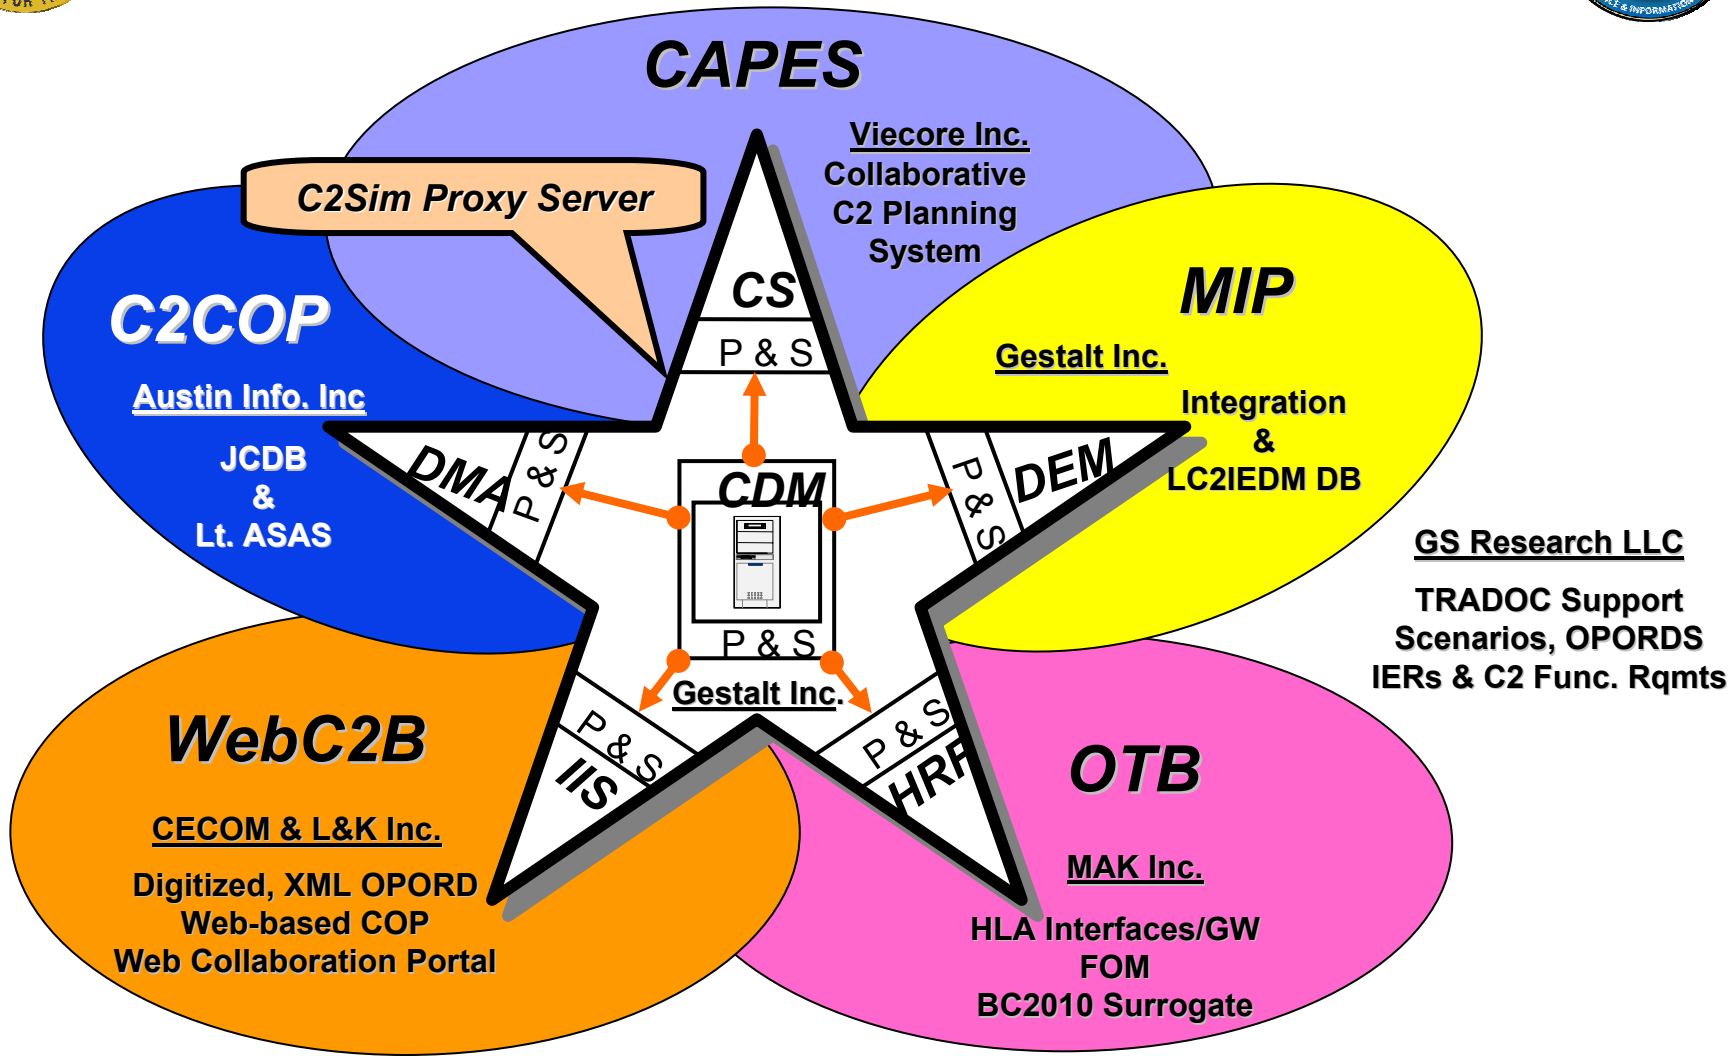 FOR
CE & INFORMATION
CAPES
Viecore Inc.
Collaborative
C2 Planning
System
C2Sim Proxy Server
C2COP
Austin Info. Inc
JCDB
&
Lt. ASAS
MIP
Gestalt Inc.
Integration
&
LC2IEDM DB
CS
P & S
DMA
P & S
P & S
DEM
CDM
P & S
Gestalt Inc.
P & S
IIS
P & S
HRF
GS Research LLC
TRADOC Support
Scenarios, OPORDS
IERs & C2 Func. Rqmts
WebC2B
CECOM & L&K Inc.
Digitized, XML OPORD
Web-based COP
Web Collaboration Portal
OTB
MAK Inc.
HLA Interfaces/GW
FOM
BC2010 Surrogate